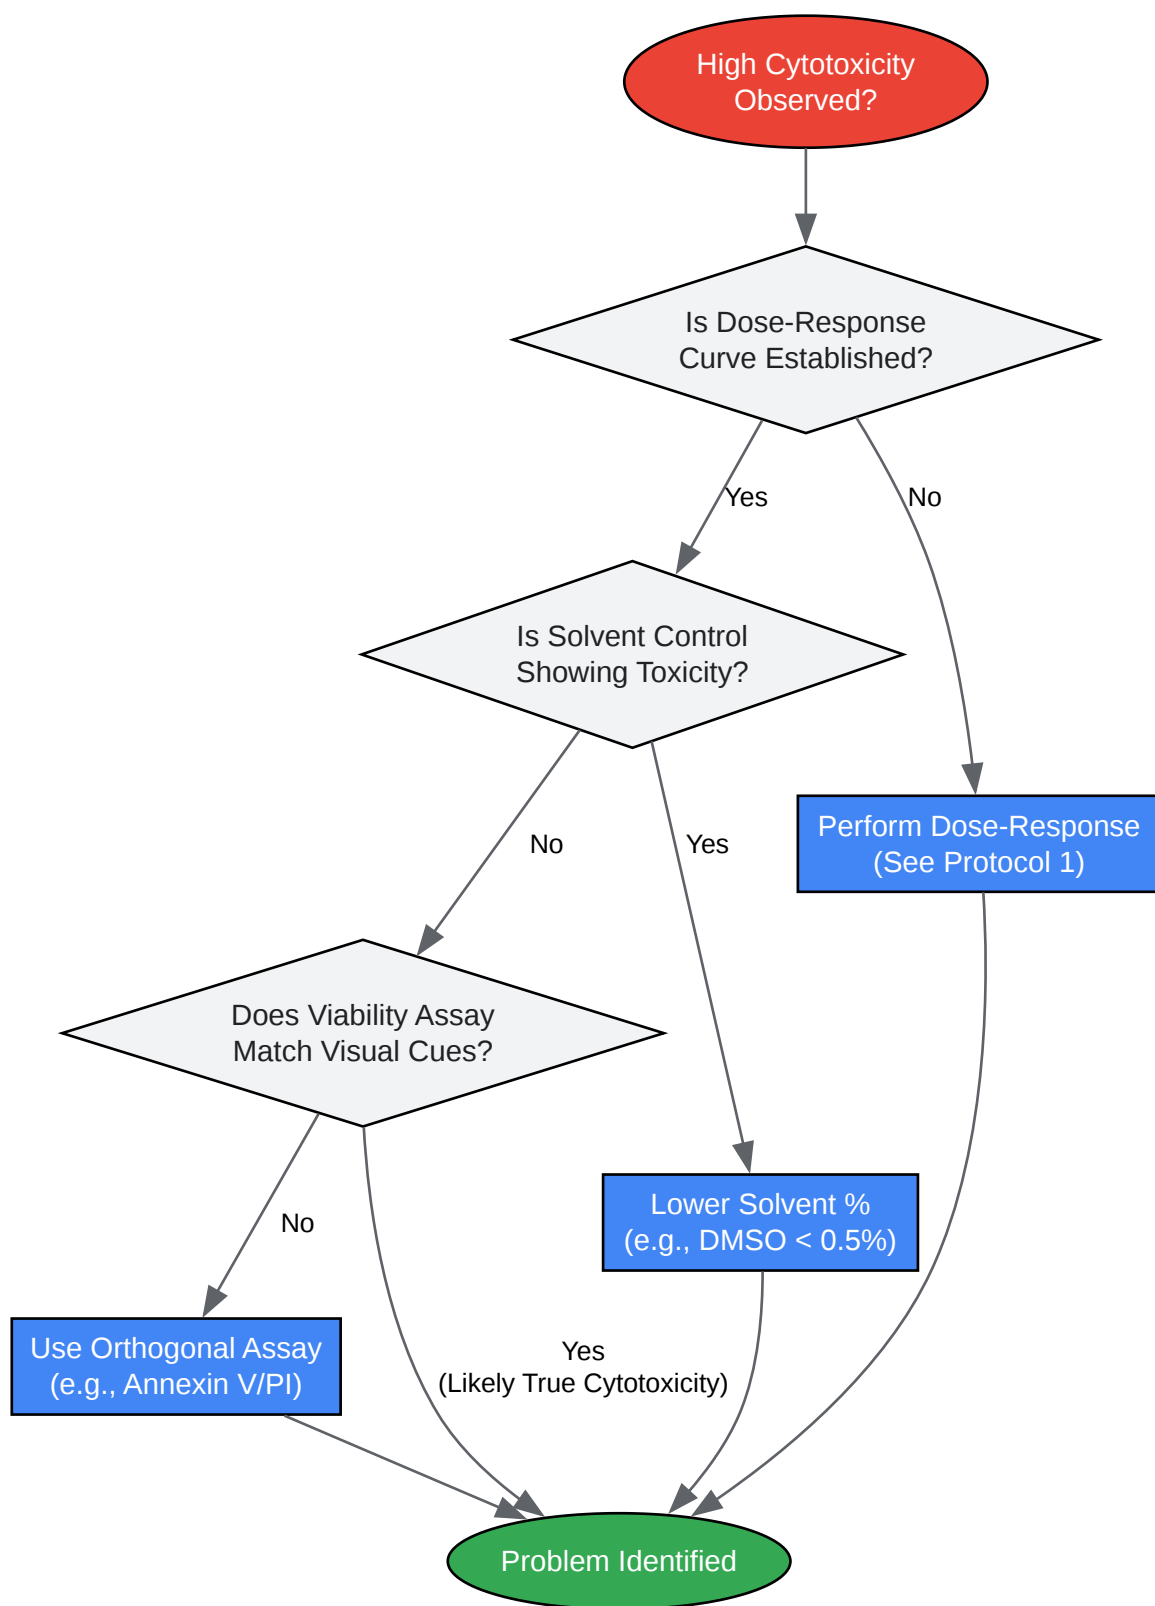 High Cytotoxicity
Observed?
Is Dose-Response
Curve Established?
Yes
No
Is Solvent Control
Showing Toxicity?
No
Yes
Perform Dose-Response
(See Protocol 1)
Does Viability Assay
Match Visual Cues?
No
Lower Solvent %
(e.g., DMSO < 0.5%)
Use Orthogonal Assay
(e.g., Annexin V/PI)
Yes
(Likely True Cytotoxicity)
Problem Identified